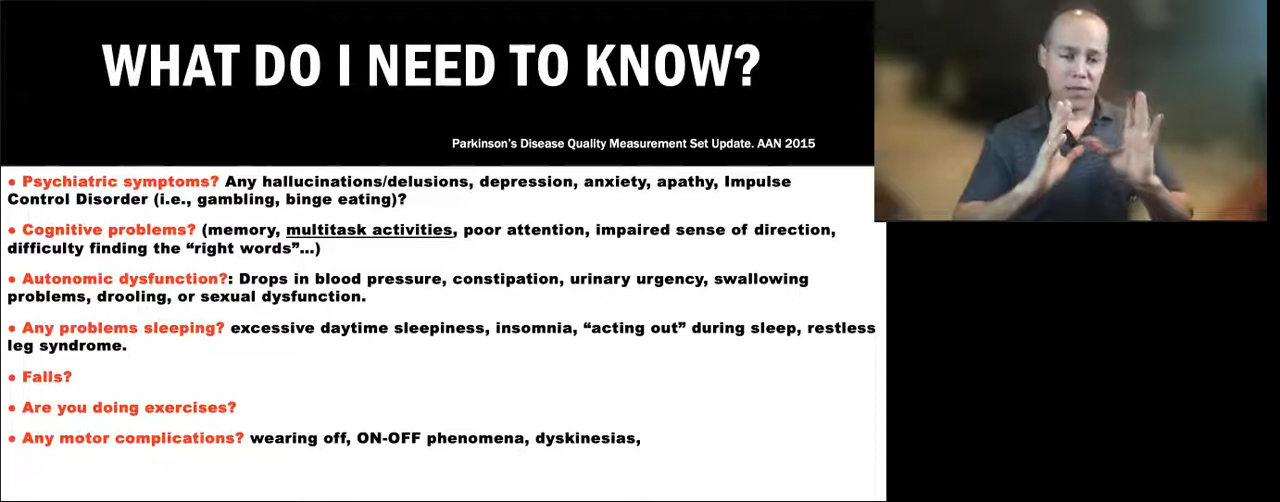 WHAT DO I NEED TO KNOW?
Parkinson's Disease Quality Measurement Set Update. AAN 2015
● Psychiatric symptoms? Any hallucinations/delusions, depression, anxiety, apathy, Impulse
Control Disorder (i.e., gambling, binge eating)?
● Cognitive problems? (memory, multitask activities, poor attention, impaired sense of direction,
difficulty finding the “right words”...)
● Autonomic dysfunction?: Drops in blood pressure, constipation, urinary urgency, swallowing
problems, drooling, or sexual dysfunction.
● Any problems sleeping? excessive daytime sleepiness, insomnia, “acting out” during sleep, restless
leg syndrome.
● Falls?
● Are you doing exercises?
● Any motor complications? wearing off, ON-OFF phenomena, dyskinesias,